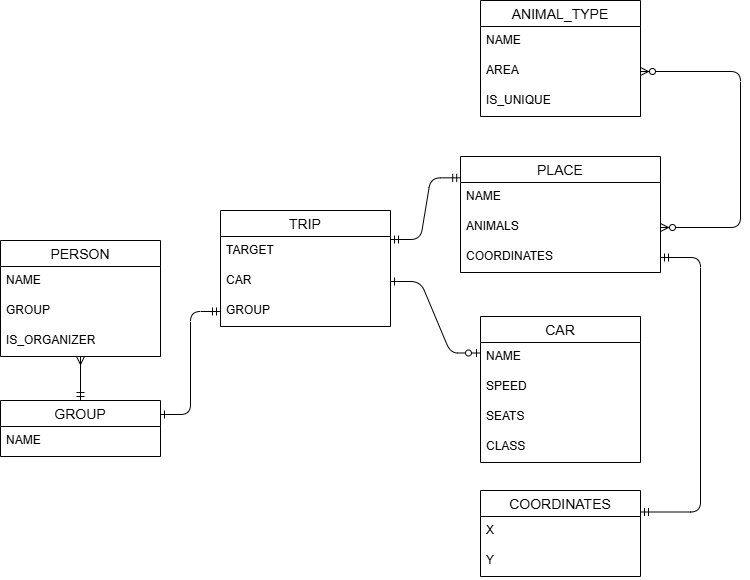 ANIMAL_TYPE
NAME
AREA
IS_UNIQUE
PLACE
NAME
ANIMALS
COORDINATES
TRIP
TARGET
CAR
GROUP
PERSON
NAME
GROUP
IS_ORGANIZER
GROUP
NAME
CAR
NAME
SPEED
SEATS
CLASS
COORDINATES
X
Y